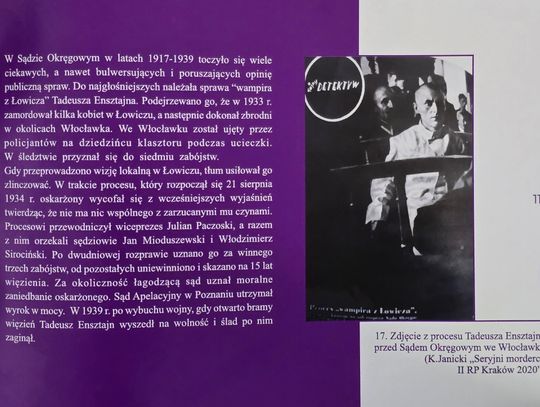 W Sądzie Okręgowym w latach 1917-1939 toczyło się wiele
ciekawych, a nawet bulwersujących i poruszających opinię
publiczną spraw. Do najgłośniejszych należała sprawa “wampira
z Łowicza” Tadeusza Ensztajna. Podejrzewano go, że w 1933 r.
zamordował kilka kobiet w Łowiczu, a następnie dokonał zbrodni
w okolicach Włocławka. We Włocławku został ujęty przez
policjantów na dziedzińcu klasztoru podczas ucieczki.
W śledztwie przyznał się do siedmiu zabójstw.
Gdy przeprowadzono wizję lokalną w Łowiczu, tłum usiłował go
zlinczować. W trakcie procesu, który rozpoczął się 21 sierpnia
1934 r. oskarżony wycofał się z wcześniejszych wyjaśnień
twierdząc, że nie ma nic wspólnego z zarzucanymi mu czynami.
Procesowi przewodniczył wiceprezes Julian Paczoski, a razem
z nim orzekali sędziowie Jan Mioduszewski i Włodzimierz
Sirociński. Po dwudniowej rozprawie uznano go za winnego
trzech zabójstw, od pozostałych uniewinniono i skazano na 15 lat
więzienia. Za okoliczność łagodzącą sąd uznał moralne
zaniedbanie oskarżonego. Sąd Apelacyjny w Poznaniu utrzymał
wyrok w mocy. W 1939 r. po wybuchu wojny, gdy otwarto bramy
więzień Tadeusz Ensztajn wyszedł na wolność i ślad po nim
zaginął.
DETEKTYW
Procesy „wampira z Łowicza”.
17. Zdjęcie z procesu Tadeusza Ensztajn
przed Sądem Okręgowym we Włocławk
(K.Janicki „Seryjni morderc
II RP Kraków 2020"